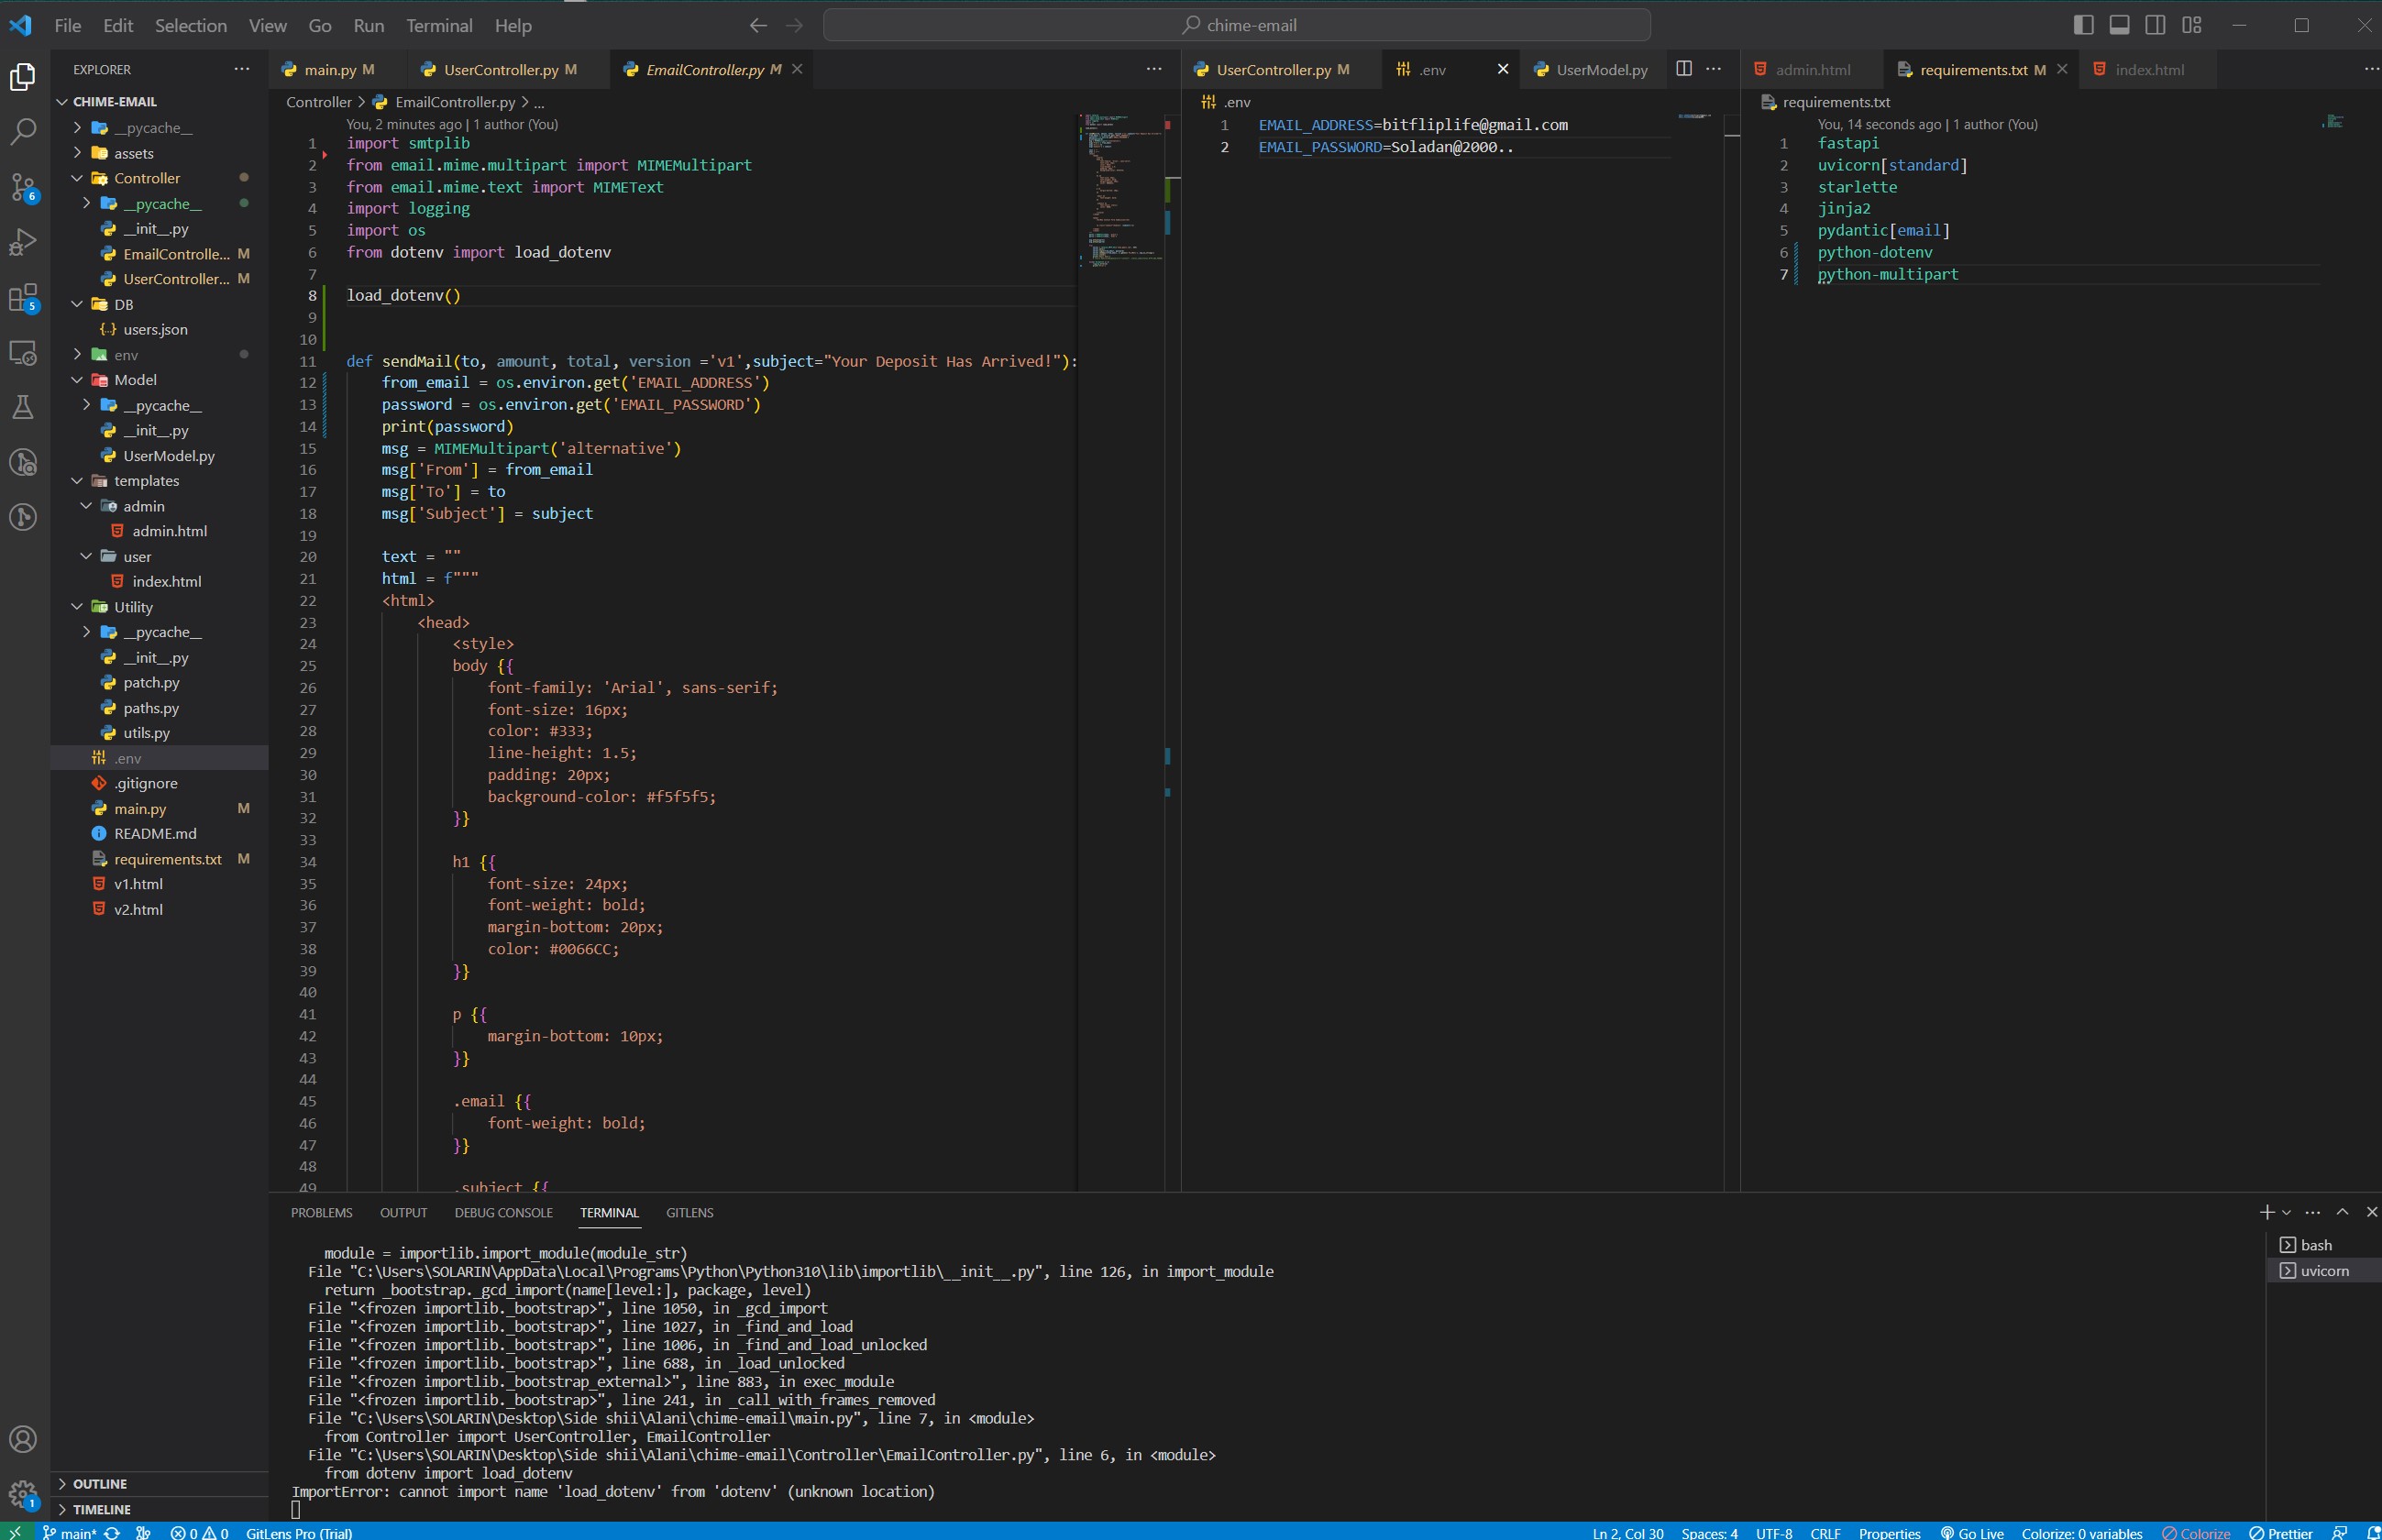 File Edit Selection View Go Run Terminal Help
chime-email
EXPLORER
CHIME-EMAIL
__pycache__
assets
Controller
__pycache__
__init__.py
EmailControlle... M
UserController... M
DB
users.json
env
Model
__pycache__
__init__.py
UserModel.py
templates
admin
admin.html
user
index.html
Utility
__pycache__
__init__.py
patch.py
paths.py
utils.py
.env
.gitignore
main.py M
README.md
requirements.txt M
v1.html
v2.html
OUTLINE
TIMELINE
6
5
1
main.py M UserController.py M EmailController.py M
Controller > EmailController.py > ...
You, 2 minutes ago | 1 author (You)
1 import smtplib
2 from email.mime.multipart import MIMEMultipart
3 from email.mime.text import MIMEText
4 import logging
5 import os
6 from dotenv import load_dotenv
7
8 load_dotenv()
9
10
11 def sendMail(to, amount, total, version ='v1',subject="Your Deposit Has Arrived!"):
12 from_email = os.environ.get('EMAIL_ADDRESS')
13 password = os.environ.get('EMAIL_PASSWORD')
14 print(password)
15 msg = MIMEMultipart('alternative')
16 msg['From'] = from_email
17 msg['To'] = to
18 msg['Subject'] = subject
19
20 text = ""
21 html = f"""
22 <html>
23 <head>
24 <style>
25 body {{
26 font-family: 'Arial', sans-serif;
27 font-size: 16px;
28 color: #333;
29 line-height: 1.5;
30 padding: 20px;
31 background-color: #f5f5f5;
32 }}
33
34 h1 {{
35 font-size: 24px;
36 font-weight: bold;
37 margin-bottom: 20px;
38 color: #0066CC;
39 }}
40
41 p {{
42 margin-bottom: 10px;
43 }}
44
45 .email {{
46 font-weight: bold;
47 }}
48
49 .subject {{
UserController.py M .env UserModel.py
.env
1 EMAIL_ADDRESS=bitfliplife@gmail.com
2 EMAIL_PASSWORD=Soladan@2000..
admin.html requirements.txt M index.html
requirements.txt
You, 14 seconds ago | 1 author (You)
1 fastapi
2 uvicorn[standard]
3 starlette
4 jinja2
5 pydantic[email]
6 python-dotenv
7 python-multipart
PROBLEMS OUTPUT DEBUG CONSOLE TERMINAL GITLENS
module = importlib.import_module(module_str)
File "C:\Users\SOLARIN\AppData\Local\Programs\Python\Python310\lib\importlib\__init__.py", line 126, in import_module
return _bootstrap._gcd_import(name[level:], package, level)
File "<frozen importlib._bootstrap>", line 1050, in _gcd_import
File "<frozen importlib._bootstrap>", line 1027, in _find_and_load
File "<frozen importlib._bootstrap>", line 1006, in _find_and_load_unlocked
File "<frozen importlib._bootstrap>", line 688, in _load_unlocked
File "<frozen importlib._bootstrap_external>", line 883, in exec_module
File "<frozen importlib._bootstrap>", line 241, in _call_with_frames_removed
File "C:\Users\SOLARIN\Desktop\Side shii\Alani\chime-email\main.py", line 7, in <module>
from Controller import UserController, EmailController
File "C:\Users\SOLARIN\Desktop\Side shii\Alani\chime-email\Controller\EmailController.py", line 6, in <module>
from dotenv import load_dotenv
ImportError: cannot import name 'load_dotenv' from 'dotenv' (unknown location)
bash
uvicorn
main* 0 0 GitLens Pro (Trial) Ln 2, Col 30 Spaces: 4 UTF-8 CRLF Properties Go Live Colorize: 0 variables Colorize Prettier